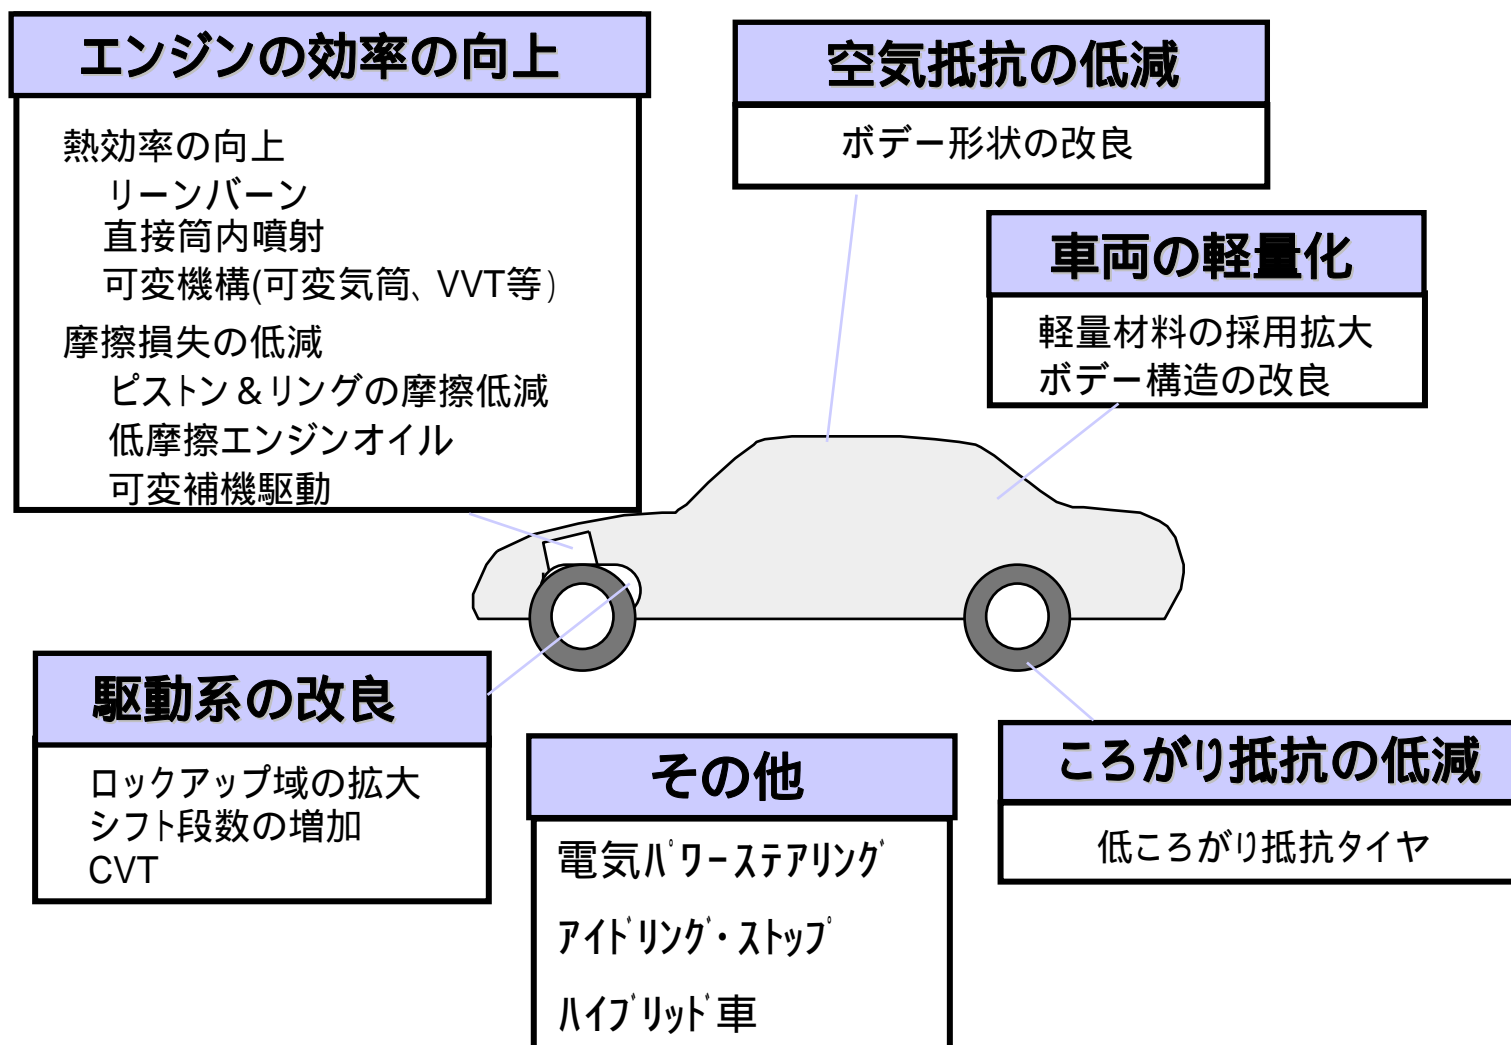 エンジンの効率の向上
熱効率の向上
リーンバーン
直接筒内噴射
可変機構(可変気筒、VVT等)
摩擦損失の低減
ピストン＆リングの摩擦低減
低摩擦エンジンオイル
可変補機駆動
空気抵抗の低減
ボデー形状の改良
車両の軽量化
軽量材料の採用拡大
ボデー構造の改良
駆動系の改良
ロックアップ域の拡大
シフト段数の増加
CVT
その他
電気ﾊﾟﾜｰｽﾃｱﾘﾝｸﾞ
ｱｲﾄﾞﾘﾝｸﾞ･ｽﾄｯﾌﾟ
ﾊｲﾌﾞﾘｯﾄﾞ車
ころがり抵抗の低減
低ころがり抵抗タイヤ